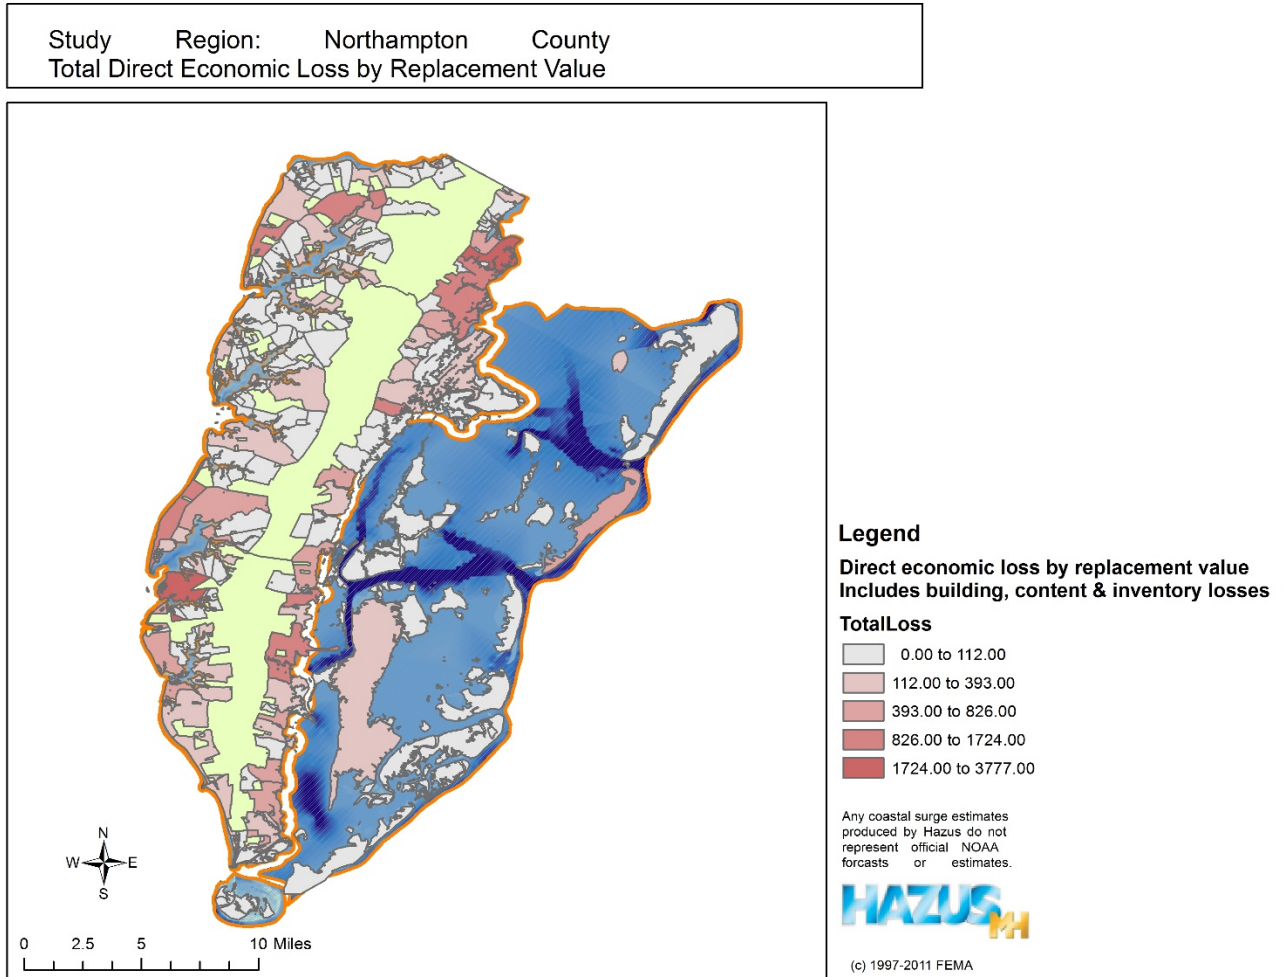 Study Region: Northampton County
Total Direct Economic Loss by Replacement Value
Legend
Direct economic loss by replacement value
Includes building, content & inventory losses
TotalLoss
0.00 to 112.00
112.00 to 393.00
393.00 to 826.00
826.00 to 1724.00
1724.00 to 3777.00
Any coastal surge estimates
produced by Hazus do not
represent official NOAA
forcasts or estimates.
HAZUS MH
(c) 1997-2011 FEMA
N
W E
S
0 2.5 5 10 Miles